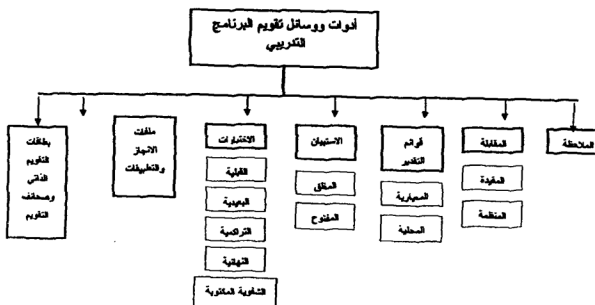 أدوات ووسائل تقويم البرنامج
التدريبي
الملاحظة
المقابلة
المقيدة
المنظمة
قوائم
التقدير
المعيارية
المحلية
الاستبيان
المغلق
المفتوح
الاختبارات
القبلية
البعدية
التراكمية
النهائية
الشفوية المكتوبة
ملفات
الانجاز
والتطبيقات
بطاقات
التقويم
الذاتي
وصحائف
التقويم